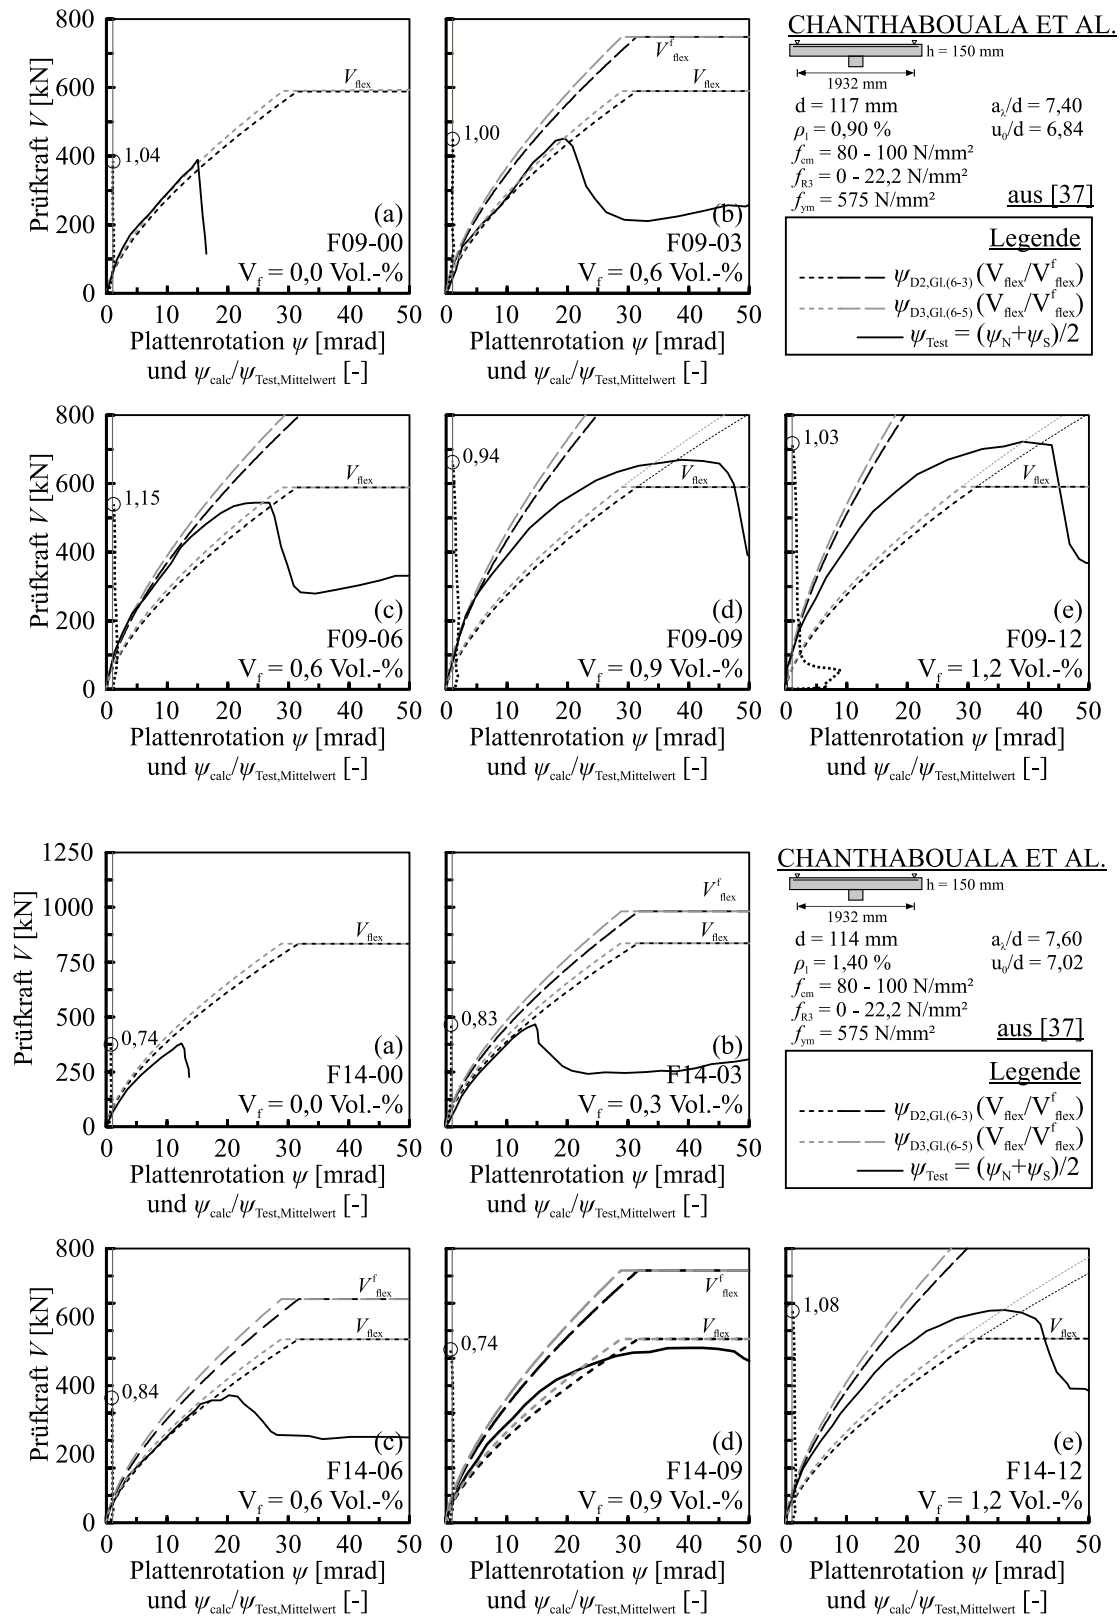 CHANTHABOUALA ET AL.
h = 150 mm
1932 mm
d = 117 mm
a_λ/d = 7,40
ρ_l = 0,90 %
u_0/d = 6,84
f_cm = 80 - 100 N/mm²
f_R3 = 0 - 22,2 N/mm²
f_ym = 575 N/mm²
aus [37]
Legende
ψ_D2,Gl.(6-3) (V_flex/V^f_flex)
ψ_D3,Gl.(6-5) (V_flex/V^f_flex)
ψ_Test = (ψ_N+ψ_S)/2
Prüfkraft V [kN]
800
600
400
200
0
V_flex
1,04
(a)
F09-00
V_f = 0,0 Vol.-%
0 10 20 30 40 50
Plattenrotation ψ [mrad]
und ψ_calc/ψ_Test,Mittelwert [-]
V^f_flex
V_flex
1,00
(b)
F09-03
V_f = 0,6 Vol.-%
0 10 20 30 40 50
Plattenrotation ψ [mrad]
und ψ_calc/ψ_Test,Mittelwert [-]
Prüfkraft V [kN]
800
600
400
200
0
V_flex
1,15
(c)
F09-06
V_f = 0,6 Vol.-%
0 10 20 30 40 50
Plattenrotation ψ [mrad]
und ψ_calc/ψ_Test,Mittelwert [-]
0,94
V_flex
(d)
F09-09
V_f = 0,9 Vol.-%
0 10 20 30 40 50
Plattenrotation ψ [mrad]
und ψ_calc/ψ_Test,Mittelwert [-]
1,03
V_flex
(e)
F09-12
V_f = 1,2 Vol.-%
0 10 20 30 40 50
Plattenrotation ψ [mrad]
und ψ_calc/ψ_Test,Mittelwert [-]
CHANTHABOUALA ET AL.
h = 150 mm
1932 mm
d = 114 mm
a_λ/d = 7,60
ρ_l = 1,40 %
u_0/d = 7,02
f_cm = 80 - 100 N/mm²
f_R3 = 0 - 22,2 N/mm²
f_ym = 575 N/mm²
aus [37]
Legende
ψ_D2,Gl.(6-3) (V_flex/V^f_flex)
ψ_D3,Gl.(6-5) (V_flex/V^f_flex)
ψ_Test = (ψ_N+ψ_S)/2
Prüfkraft V [kN]
1250
1000
750
500
250
0
V_flex
0,74
(a)
F14-00
V_f = 0,0 Vol.-%
0 10 20 30 40 50
Plattenrotation ψ [mrad]
und ψ_calc/ψ_Test,Mittelwert [-]
V^f_flex
V_flex
0,83
(b)
F14-03
V_f = 0,3 Vol.-%
0 10 20 30 40 50
Plattenrotation ψ [mrad]
und ψ_calc/ψ_Test,Mittelwert [-]
Prüfkraft V [kN]
800
600
400
200
0
V^f_flex
V_flex
0,84
(c)
F14-06
V_f = 0,6 Vol.-%
0 10 20 30 40 50
Plattenrotation ψ [mrad]
und ψ_calc/ψ_Test,Mittelwert [-]
V^f_flex
V_flex
0,74
(d)
F14-09
V_f = 0,9 Vol.-%
0 10 20 30 40 50
Plattenrotation ψ [mrad]
und ψ_calc/ψ_Test,Mittelwert [-]
1,08
V_flex
(e)
F14-12
V_f = 1,2 Vol.-%
0 10 20 30 40 50
Plattenrotation ψ [mrad]
und ψ_calc/ψ_Test,Mittelwert [-]